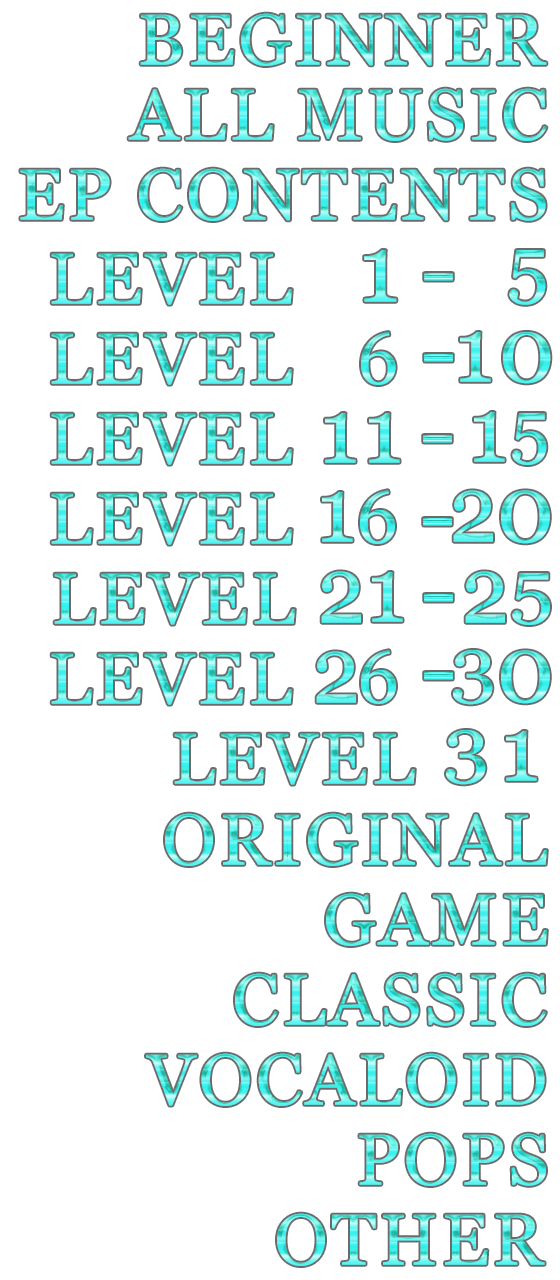 BEGINNER
ALL MUSIC
EP CONTENTS
LEVEL 1 - 5
LEVEL 6 -10
LEVEL 11 - 15
LEVEL 16 -20
LEVEL 21 -25
LEVEL 26 -30
LEVEL 31
ORIGINAL
GAME
CLASSIC
VOCALOID
POPS
OTHER